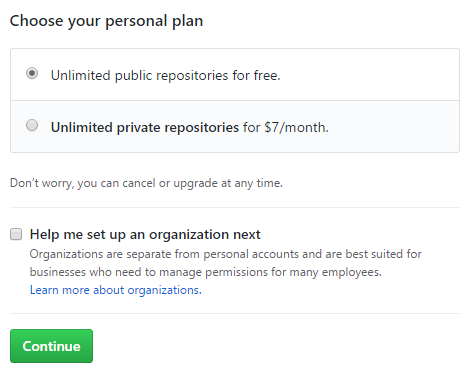 Choose your personal plan
Unlimited public repositories for free.
Unlimited private repositories for $7/month.
Don't worry, you can cancel or upgrade at any time.
Help me set up an organization next
Organizations are separate from personal accounts and are best suited for
businesses who need to manage permissions for many employees.
Learn more about organizations.
Continue